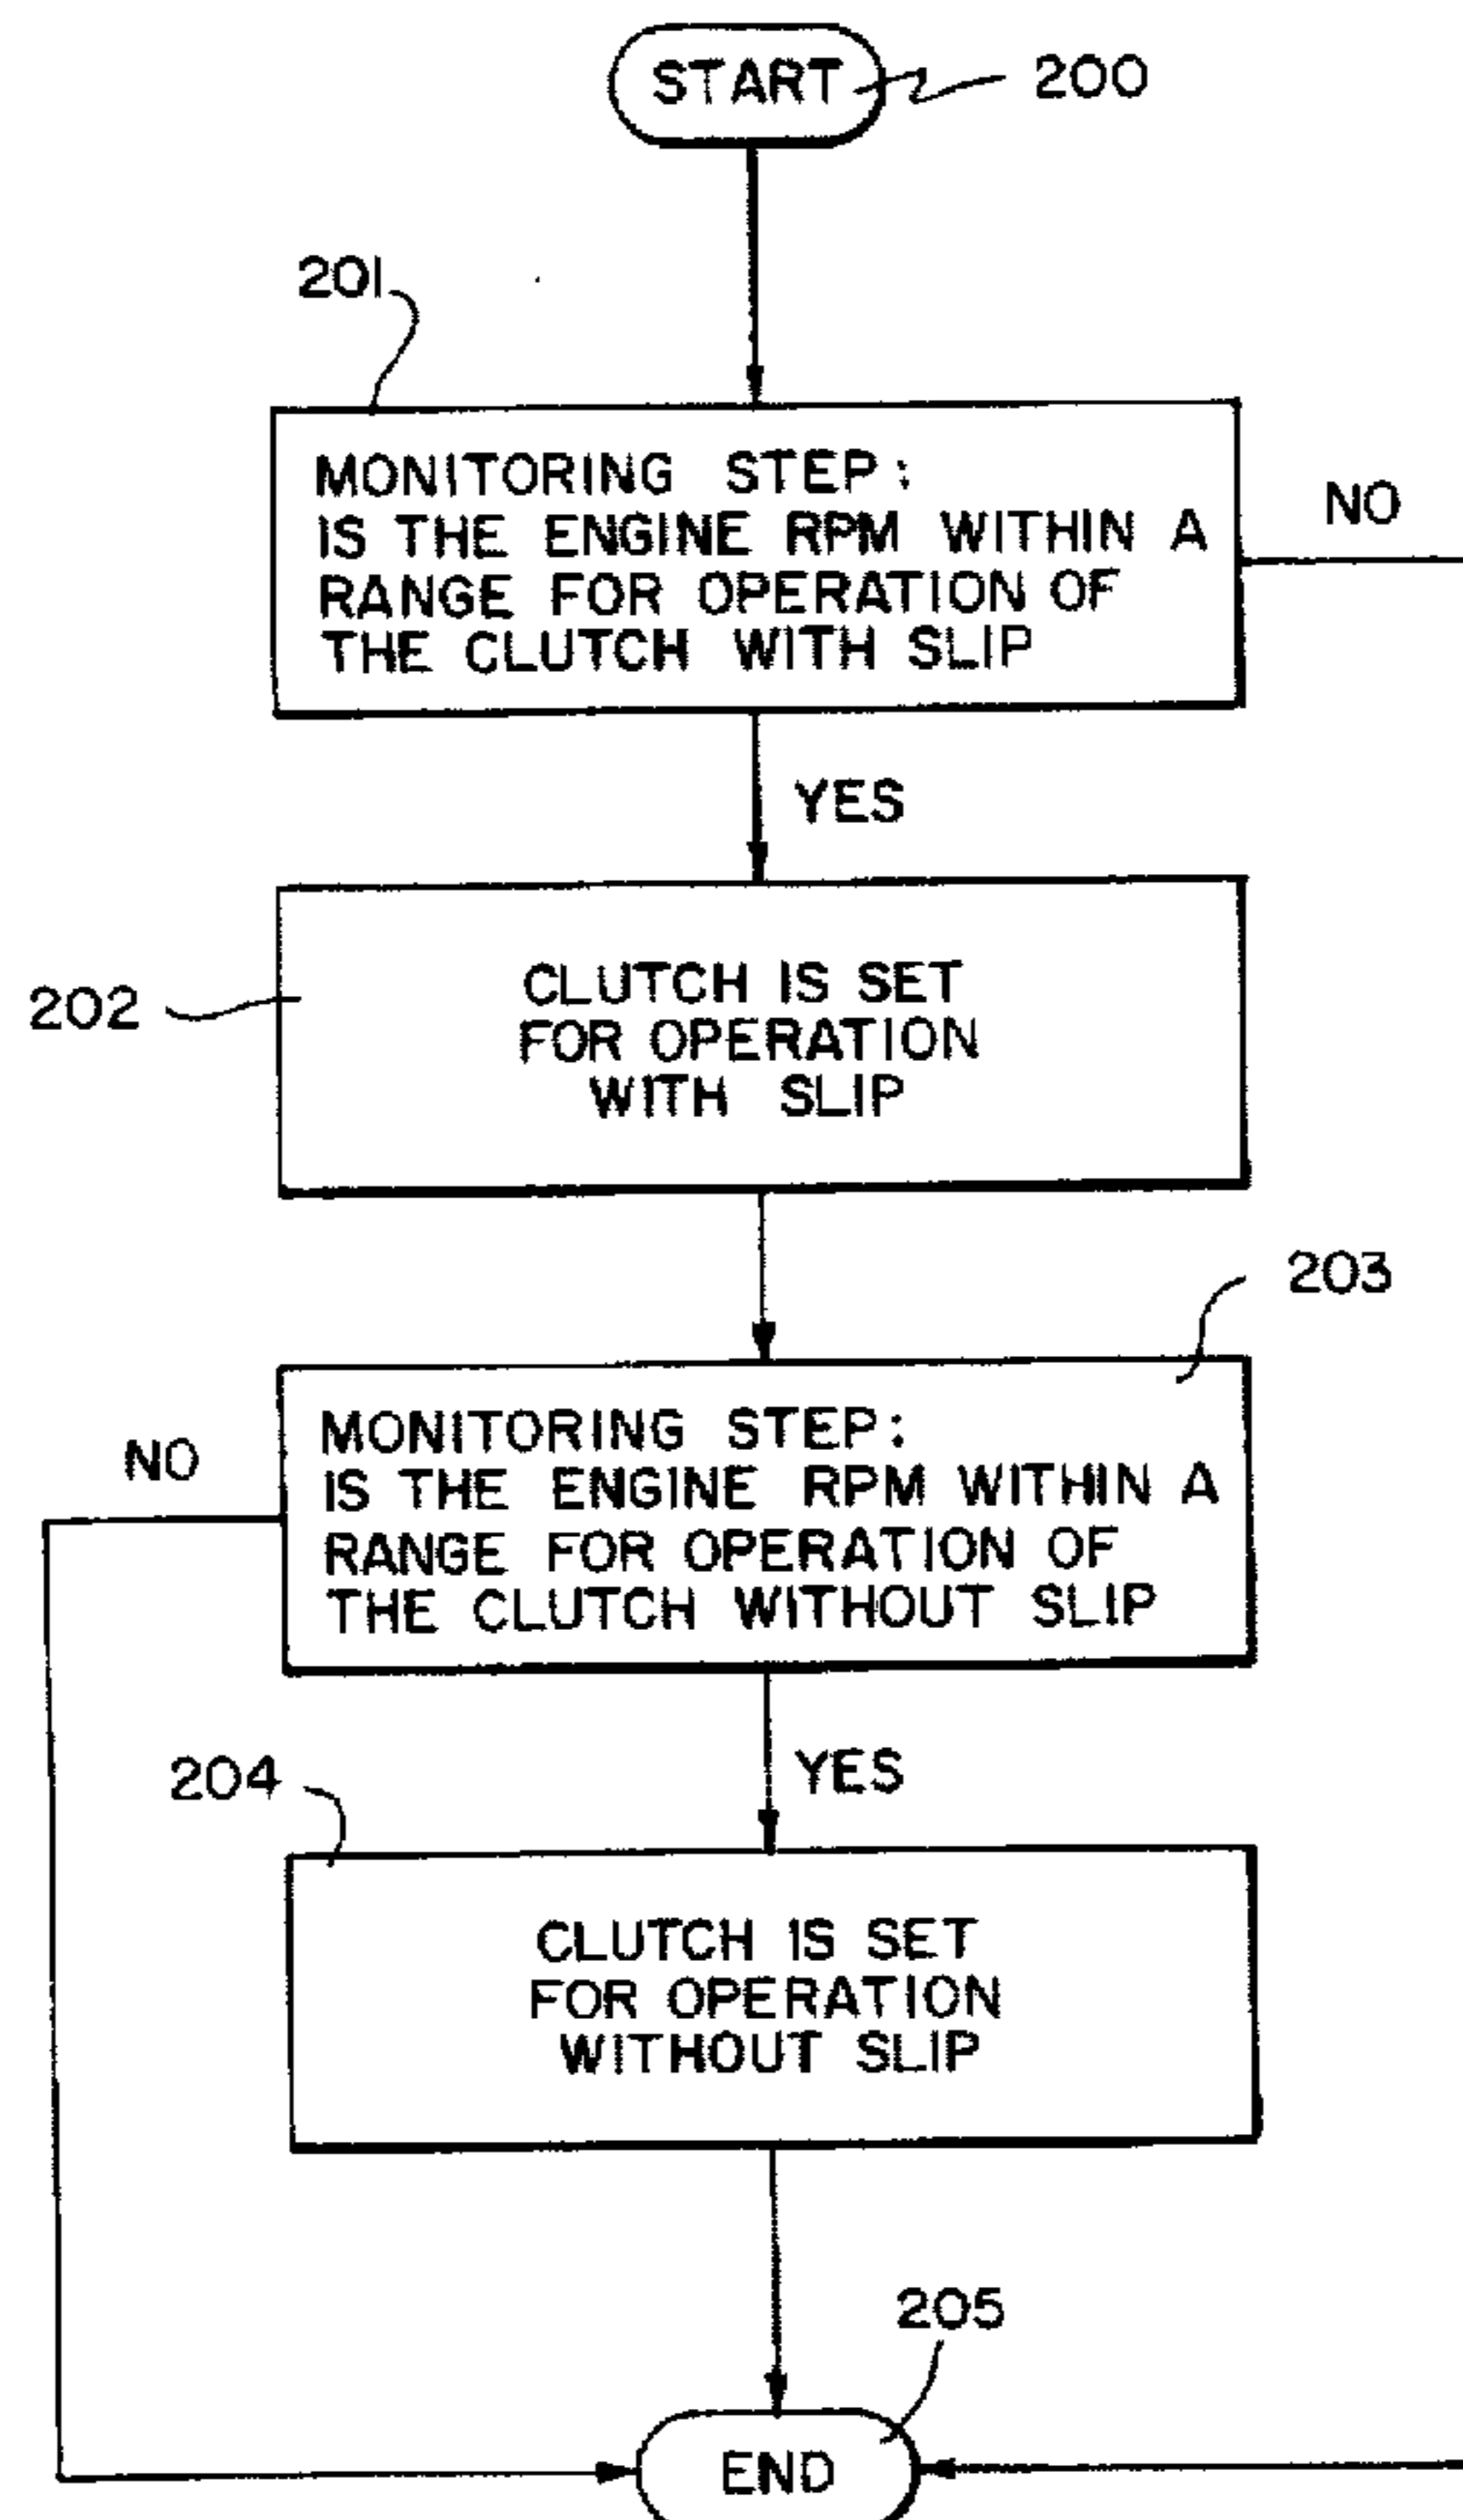 START
200
201
MONITORING STEP:
IS THE ENGINE RPM WITHIN A
RANGE FOR OPERATION OF
THE CLUTCH WITH SLIP
NO
YES
202
CLUTCH IS SET
FOR OPERATION
WITH SLIP
203
MONITORING STEP:
IS THE ENGINE RPM WITHIN A
RANGE FOR OPERATION OF
THE CLUTCH WITHOUT SLIP
NO
YES
204
CLUTCH IS SET
FOR OPERATION
WITHOUT SLIP
205
END